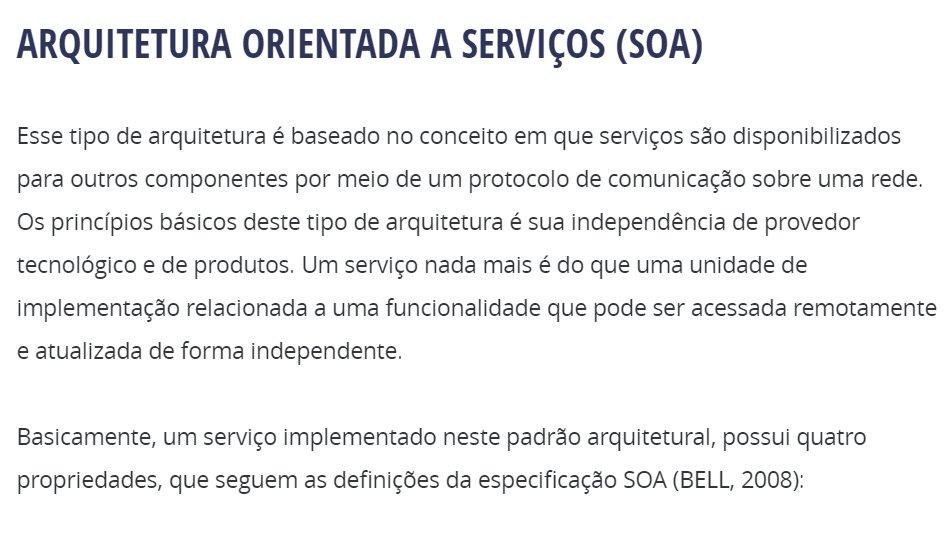 ARQUITETURA ORIENTADA A SERVIÇOS (SOA)
Esse tipo de arquitetura é baseado no conceito em que serviços são disponibilizados
para outros componentes por meio de um protocolo de comunicação sobre uma rede.
Os princípios básicos deste tipo de arquitetura é sua independência de provedor
tecnológico e de produtos. Um serviço nada mais é do que uma unidade de
implementação relacionada a uma funcionalidade que pode ser acessada remotamente
e atualizada de forma independente.
Basicamente, um serviço implementado neste padrão arquitetural, possui quatro
propriedades, que seguem as definições da especificação SOA (BELL, 2008):